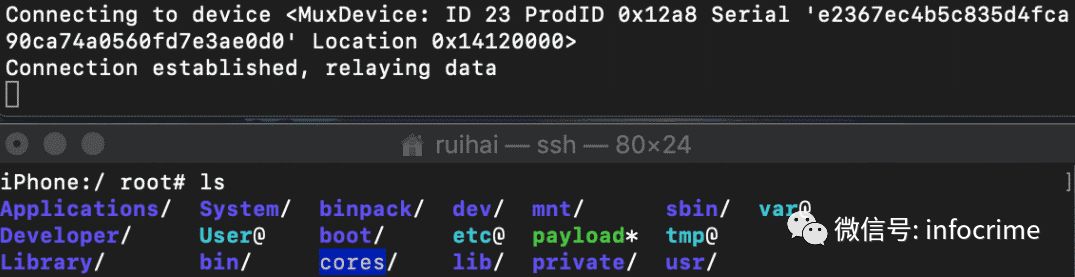 Connecting to device <MuxDevice: ID 23 ProdID 0x12a8 Serial 'e2367ec4b5c835d4fca
90ca74a0560fd7e3ae0d0' Location 0x14120000>
Connection established, relaying data
ruihai — ssh — 80×24
iPhone:/ root# ls
Applications/ System/ binpack/ dev/ mnt/ sbin/ var@
Developer/ User@ boot/ etc@ payload* tmp@
Library/ bin/ cores/ lib/ private/ usr/
微信号: infocrime